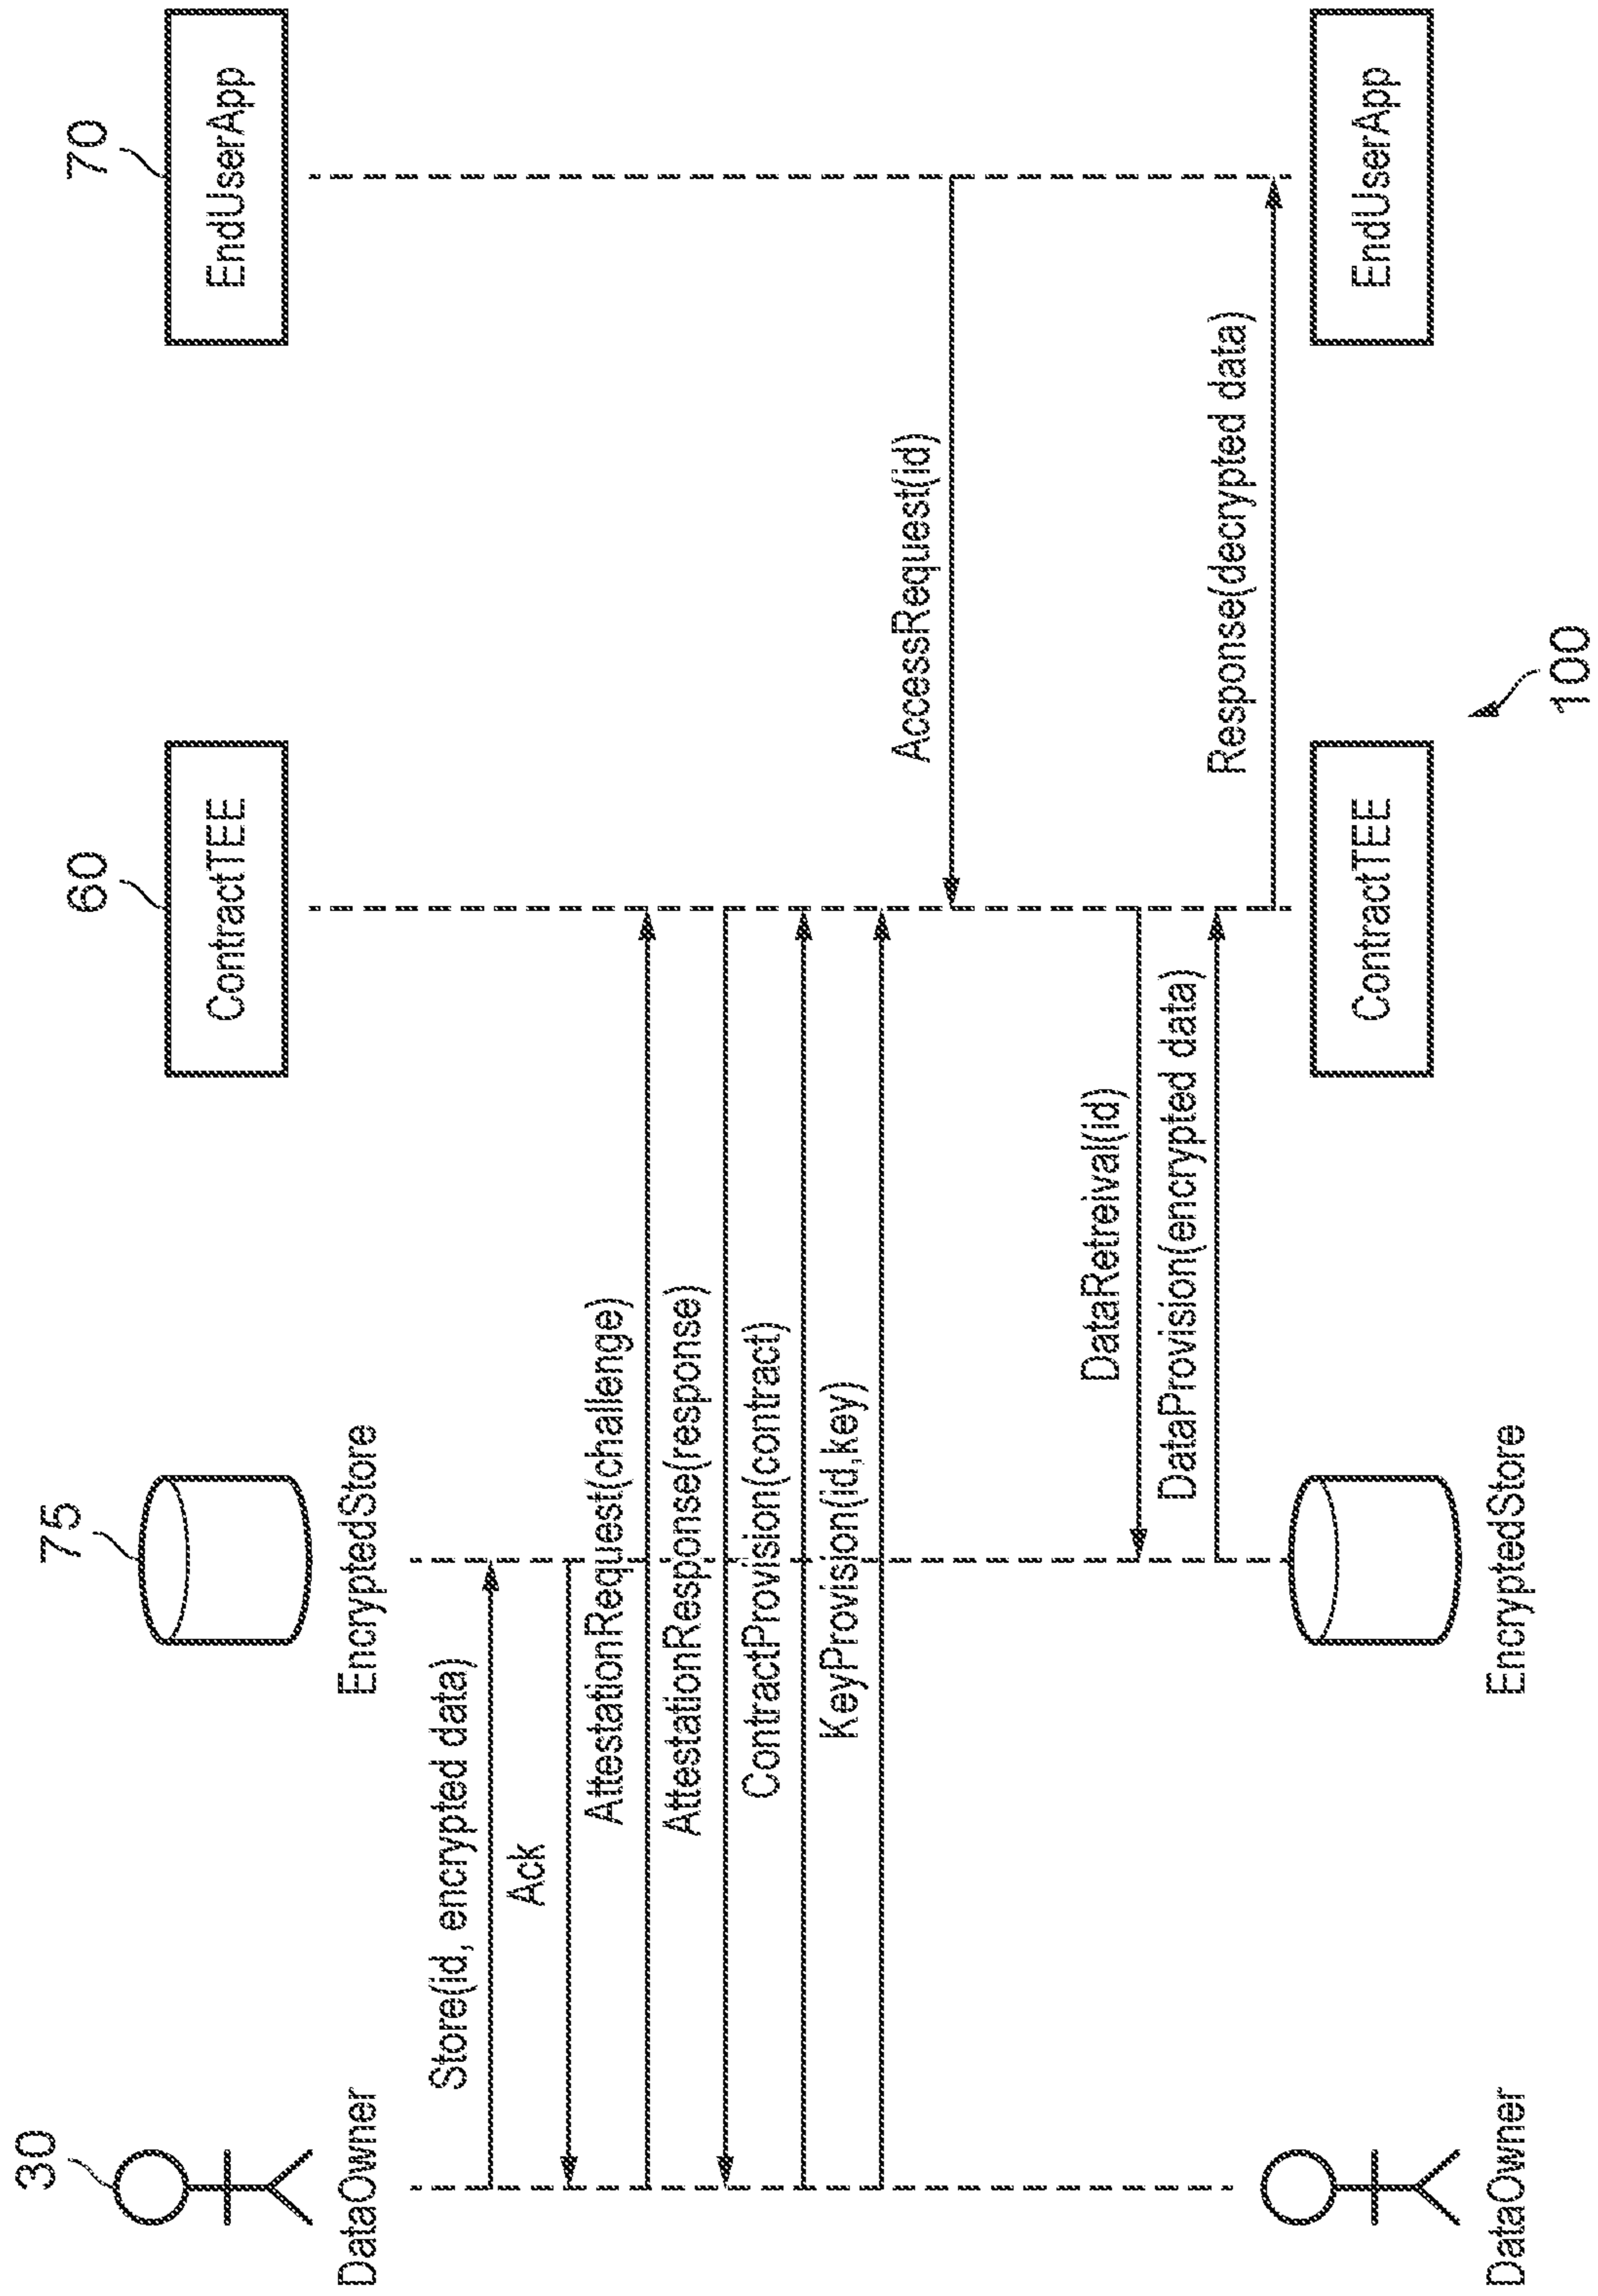 30
75
60
70
DataOwner
EncryptedStore
ContractTEE
EndUserApp
Store(id, encrypted data)
Ack
AttestationRequest(challenge)
AttestationResponse(response)
ContractProvision(contract)
KeyProvision(id,key)
AccessRequest(id)
DataRetreival(id)
DataProvision(encrypted data)
Response(decrypted data)
DataOwner
EncryptedStore
ContractTEE
EndUserApp
100